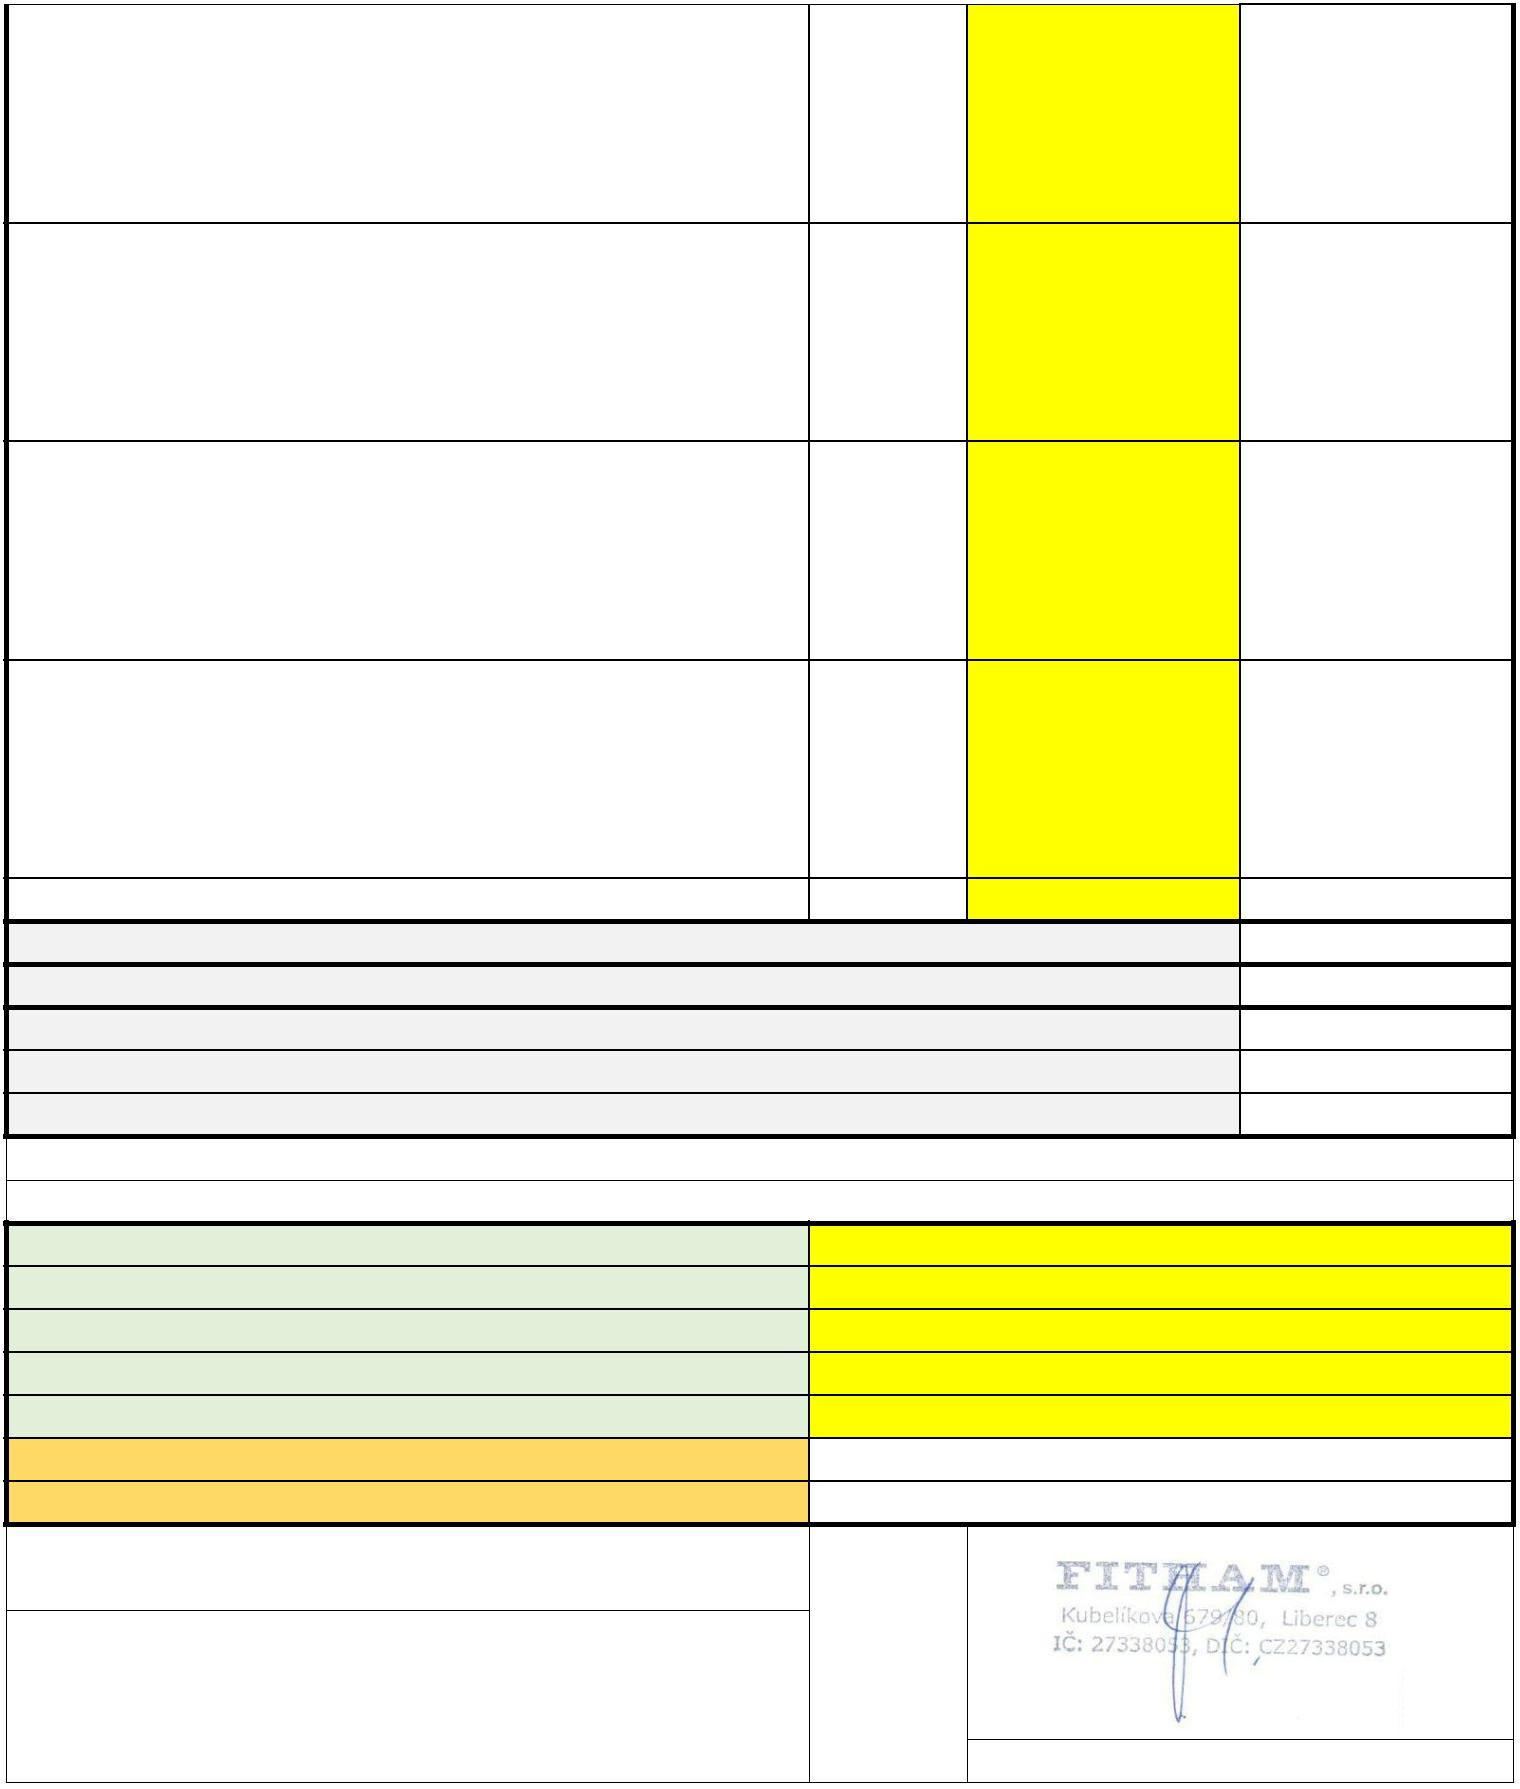 FITHAM®, s.r.o.
Kubelíkova 679/80, Liberec 8
IČ: 27338053, DIČ: CZ27338053